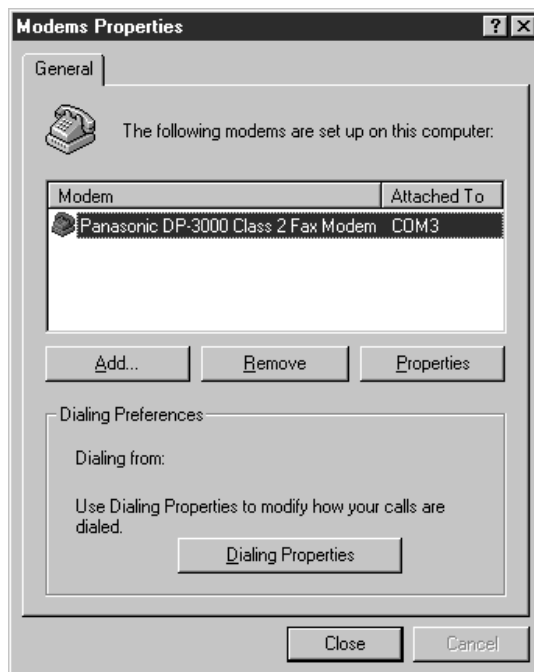 Modems Properties
General
The following modems are set up on this computer:
Modem Attached To
Panasonic DP-3000 Class 2 Fax Modem COM3
Add... Remove Properties
Dialing Preferences
Dialing from:
Use Dialing Properties to modify how your calls are
dialed.
Dialing Properties
Close Cancel